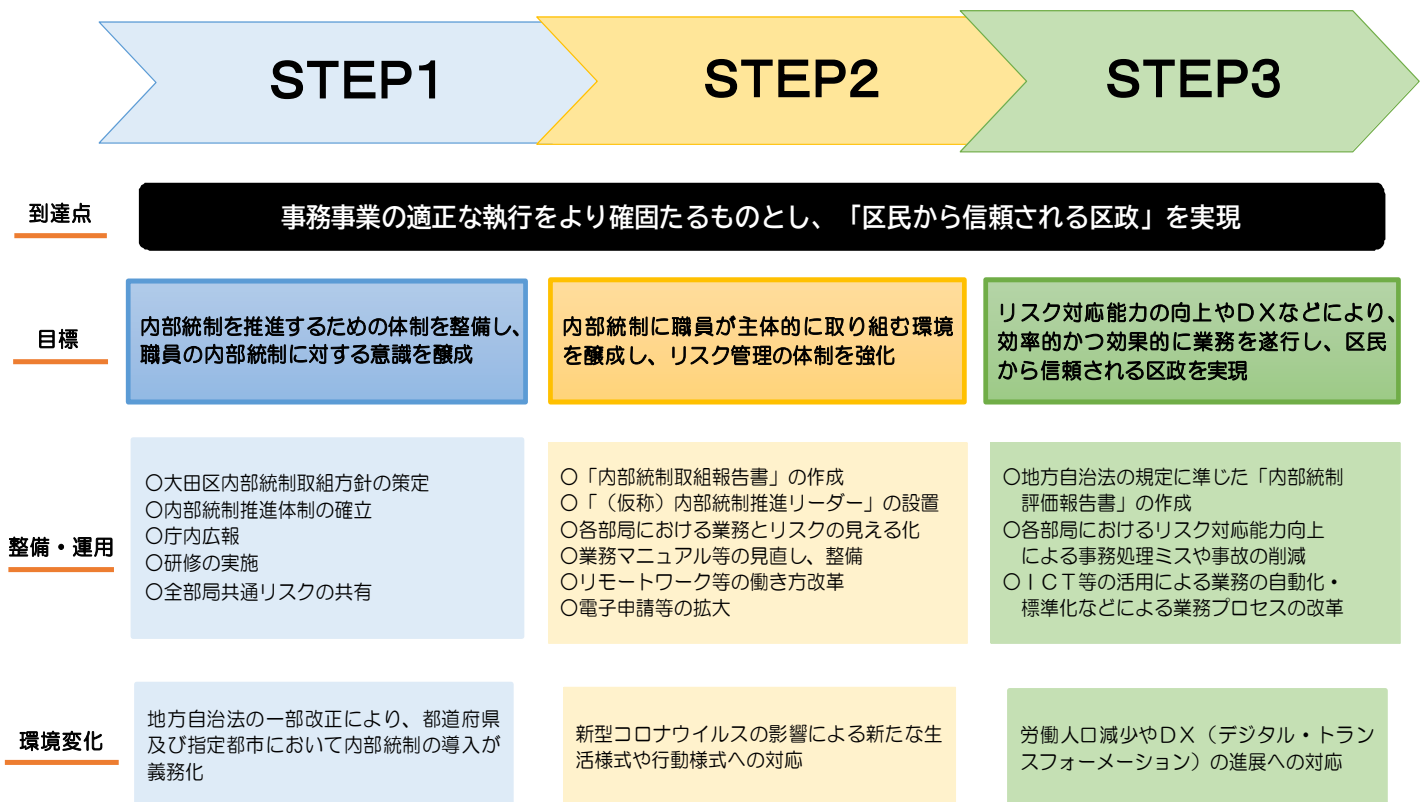 STEP1
STEP2
STEP3
到達点
事務事業の適正な執行をより確固たるものとし、「区民から信頼される区政」を実現
目標
内部統制を推進するための体制を整備し、
職員の内部統制に対する意識を醸成
内部統制に職員が主体的に取り組む環境
を醸成し、リスク管理の体制を強化
リスク対応能力の向上やＤＸなどにより、
効率的かつ効果的に業務を遂行し、区民
から信頼される区政を実現
整備・運用
〇大田区内部統制取組方針の策定
〇内部統制推進体制の確立
〇庁内広報
〇研修の実施
〇全部局共通リスクの共有
〇「内部統制取組報告書」の作成
〇「（仮称）内部統制推進リーダー」の設置
〇各部局における業務とリスクの見える化
〇業務マニュアル等の見直し、整備
〇リモートワーク等の働き方改革
〇電子申請等の拡大
〇地方自治法の規定に準じた「内部統制
評価報告書」の作成
〇各部局におけるリスク対応能力向上
による事務処理ミスや事故の削減
〇ＩＣＴ等の活用による業務の自動化・
標準化などによる業務プロセスの改革
環境変化
地方自治法の一部改正により、都道府県
及び指定都市において内部統制の導入が
義務化
新型コロナウイルスの影響による新たな生
活様式や行動様式への対応
労働人口減少やＤＸ（デジタル・トラン
スフォーメーション）の進展への対応